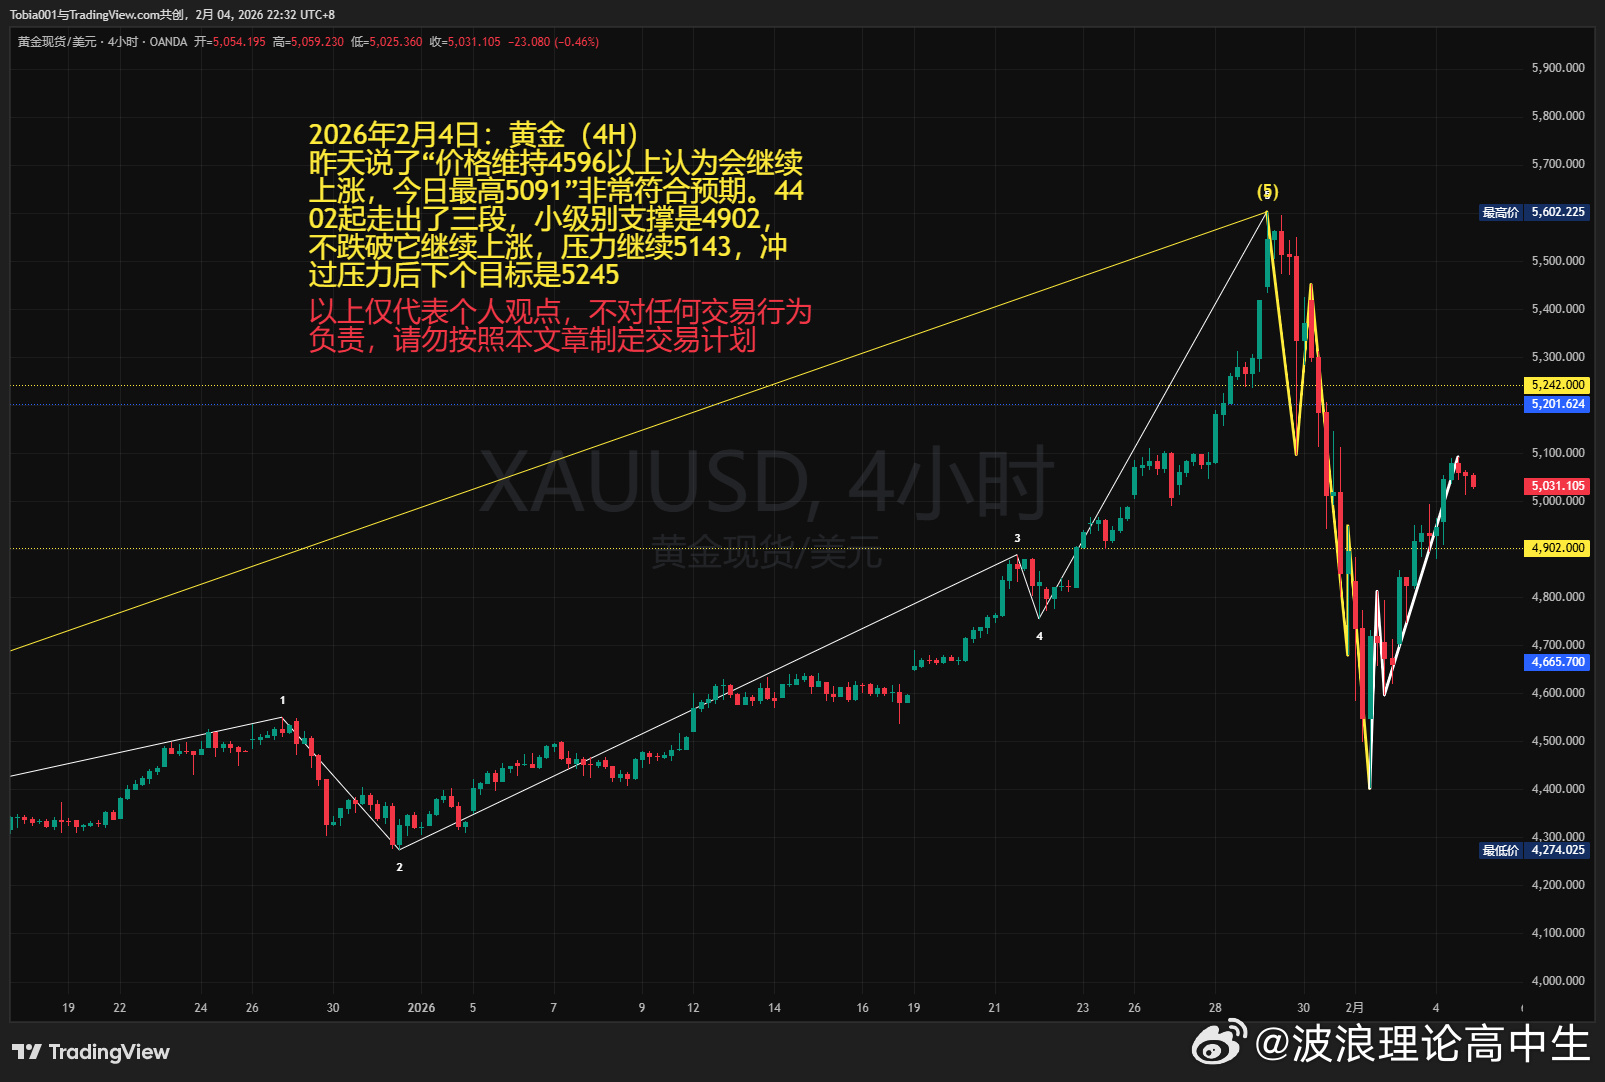 Tobia001与TradingView.com共创，2月 04, 2026 22:32 UTC+8
黄金现货/美元 · 4小时 · OANDA 开=5,054.195 高=5,059.230 低=5,025.360 收=5,031.105 −23.080 (−0.46%)
2026年2月4日：黄金（4H）
昨天说了“价格维持4596以上认为会继续
上涨，今日最高5091”非常符合预期。44
02起走出了三段，小级别支撑是4902，
不跌破它继续上涨，压力继续5143，冲
过压力后下个目标是5245
以上仅代表个人观点，不对任何交易行为
负责，请勿按照本文章制定交易计划
XAUUSD, 4小时
黄金现货/美元
(5)
1
2
3
4
5,900.000
5,800.000
5,700.000
最高价 5,602.225
5,500.000
5,400.000
5,300.000
5,242.000
5,201.624
5,100.000
5,031.105
5,000.000
4,902.000
4,800.000
4,700.000
4,665.700
4,600.000
4,500.000
4,400.000
4,300.000
最低价 4,274.025
4,200.000
4,100.000
4,000.000
19 22 24 26 30 2026 5 7 9 12 14 16 19 21 23 26 28 30 2月 4
TradingView
@波浪理论高中生